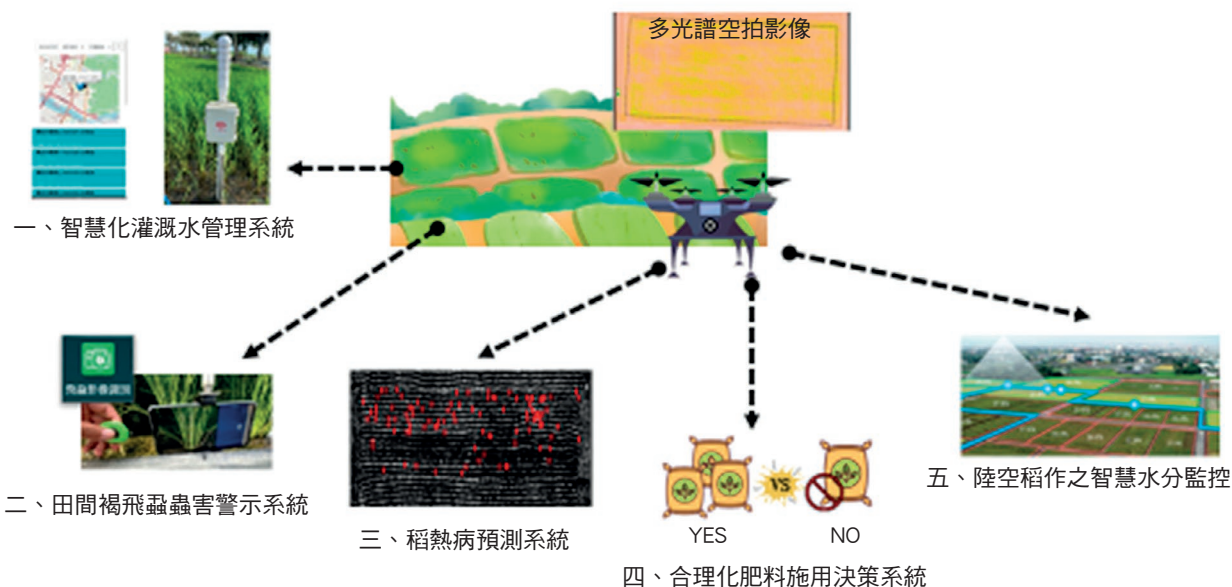 多光譜空拍影像
一、智慧化灌溉水管理系統
二、田間褐飛蝨蟲害警示系統
三、稻熱病預測系統
VS
YES
NO
四、合理化肥料施用決策系統
五、陸空稻作之智慧水分監控